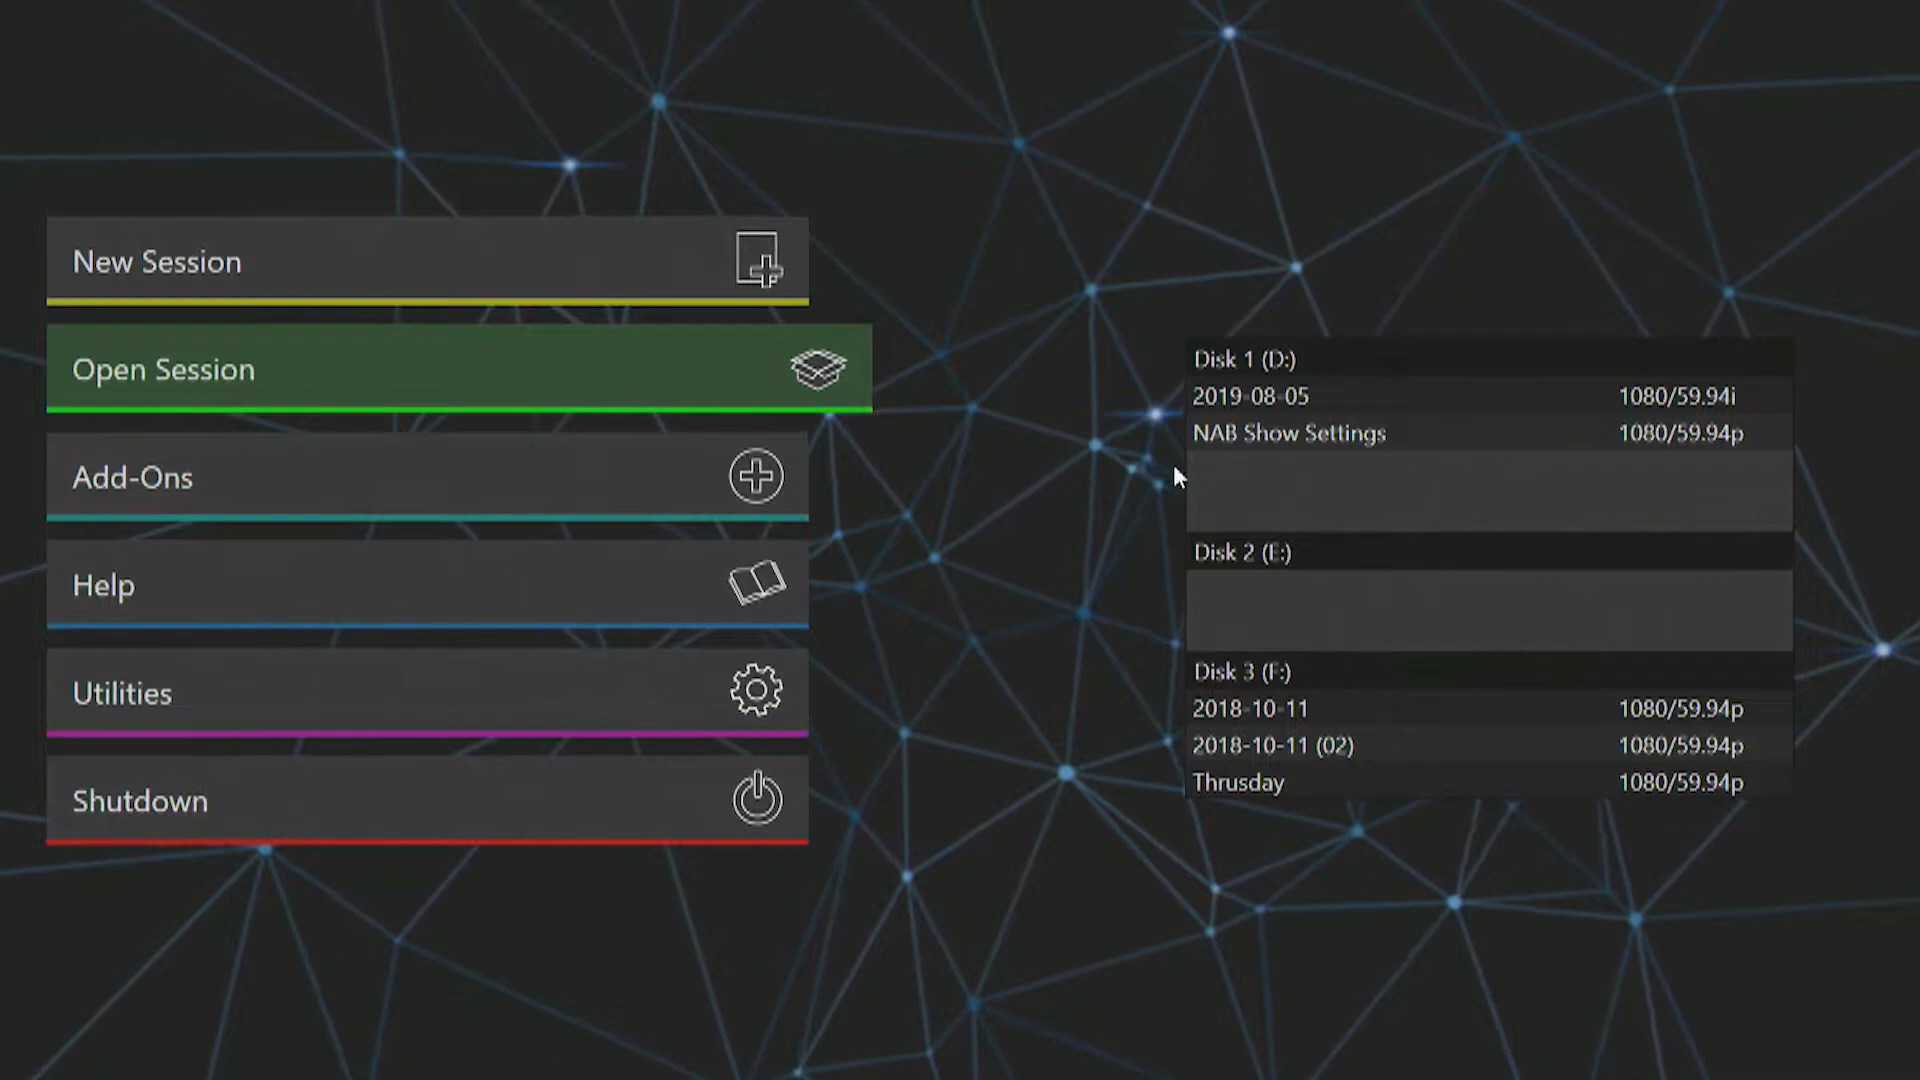 New Session
Open Session
Add-Ons
Help
Utilities
Shutdown
Disk 1 (D:)
2019-08-05 1080/59.94i
NAB Show Settings 1080/59.94p
Disk 2 (E:)
Disk 3 (F:)
2018-10-11 1080/59.94p
2018-10-11 (02) 1080/59.94p
Thrusday 1080/59.94p